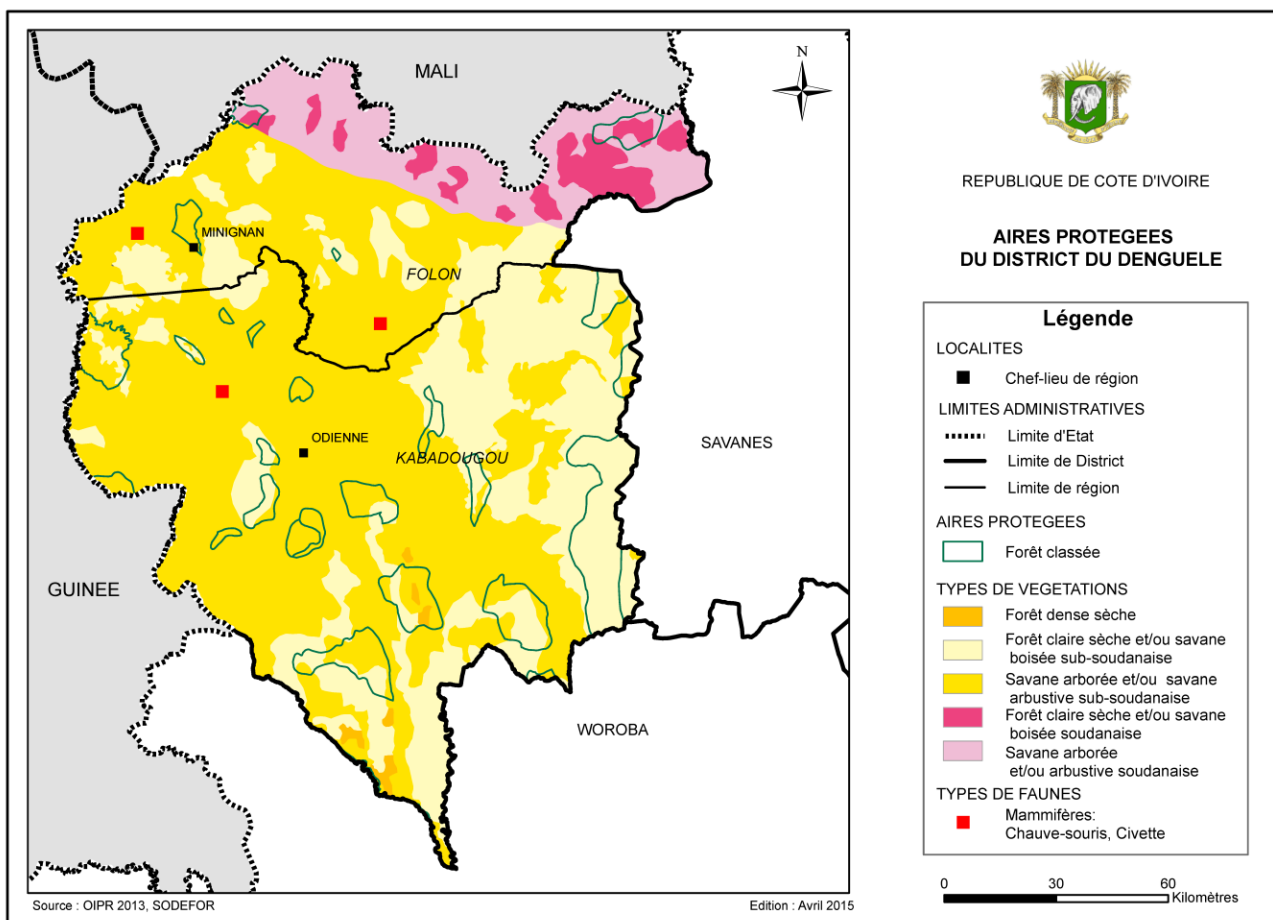 MALI
N
MINIGNAN
FOLON
ODIENNE
KABADOUGOU
SAVANES
GUINEE
WOROBA
Source : OIPR 2013, SODEFOR
Edition : Avril 2015
REPUBLIQUE DE COTE D'IVOIRE
AIRES PROTEGEES
DU DISTRICT DU DENGUELE
Légende
LOCALITES
Chef-lieu de région
LIMITES ADMINISTRATIVES
Limite d'Etat
Limite de District
Limite de région
AIRES PROTEGEES
Forêt classée
TYPES DE VEGETATIONS
Forêt dense sèche
Forêt claire sèche et/ou savane
boisée sub-soudanaise
Savane arborée et/ou savane
arbustive sub-soudanaise
Forêt claire sèche et/ou savane
boisée soudanaise
Savane arborée
et/ou arbustive soudanaise
TYPES DE FAUNES
Mammifères:
Chauve-souris, Civette
0 30 60
Kilomètres